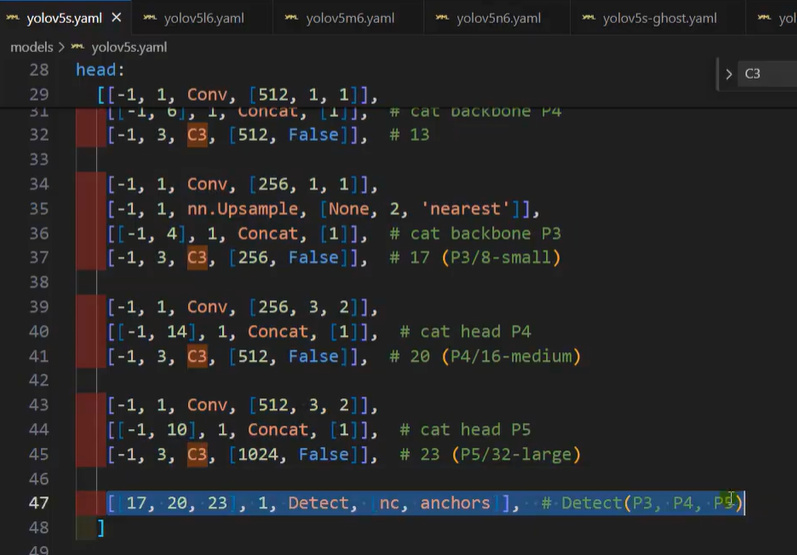 yolov5s.yaml
yolov5l6.yaml
yolov5m6.yaml
yolov5n6.yaml
yolov5s-ghost.yaml
yolov
models > yolov5s.yaml
C3
28 head:
29 [[-1, 1, Conv, [512, 1, 1]],
31 [[-1, 6], 1, Concat, [1]], # cat backbone P4
32 [-1, 3, C3, [512, False]], # 13
33
34 [-1, 1, Conv, [256, 1, 1]],
35 [-1, 1, nn.Upsample, [None, 2, 'nearest']],
36 [[-1, 4], 1, Concat, [1]], # cat backbone P3
37 [-1, 3, C3, [256, False]], # 17 (P3/8-small)
38
39 [-1, 1, Conv, [256, 3, 2]],
40 [[-1, 14], 1, Concat, [1]], # cat head P4
41 [-1, 3, C3, [512, False]], # 20 (P4/16-medium)
42
43 [-1, 1, Conv, [512, 3, 2]],
44 [[-1, 10], 1, Concat, [1]], # cat head P5
45 [-1, 3, C3, [1024, False]], # 23 (P5/32-large)
46
47 [[17, 20, 23], 1, Detect, [nc, anchors]], # Detect(P3, P4, P5)
48 ]
49